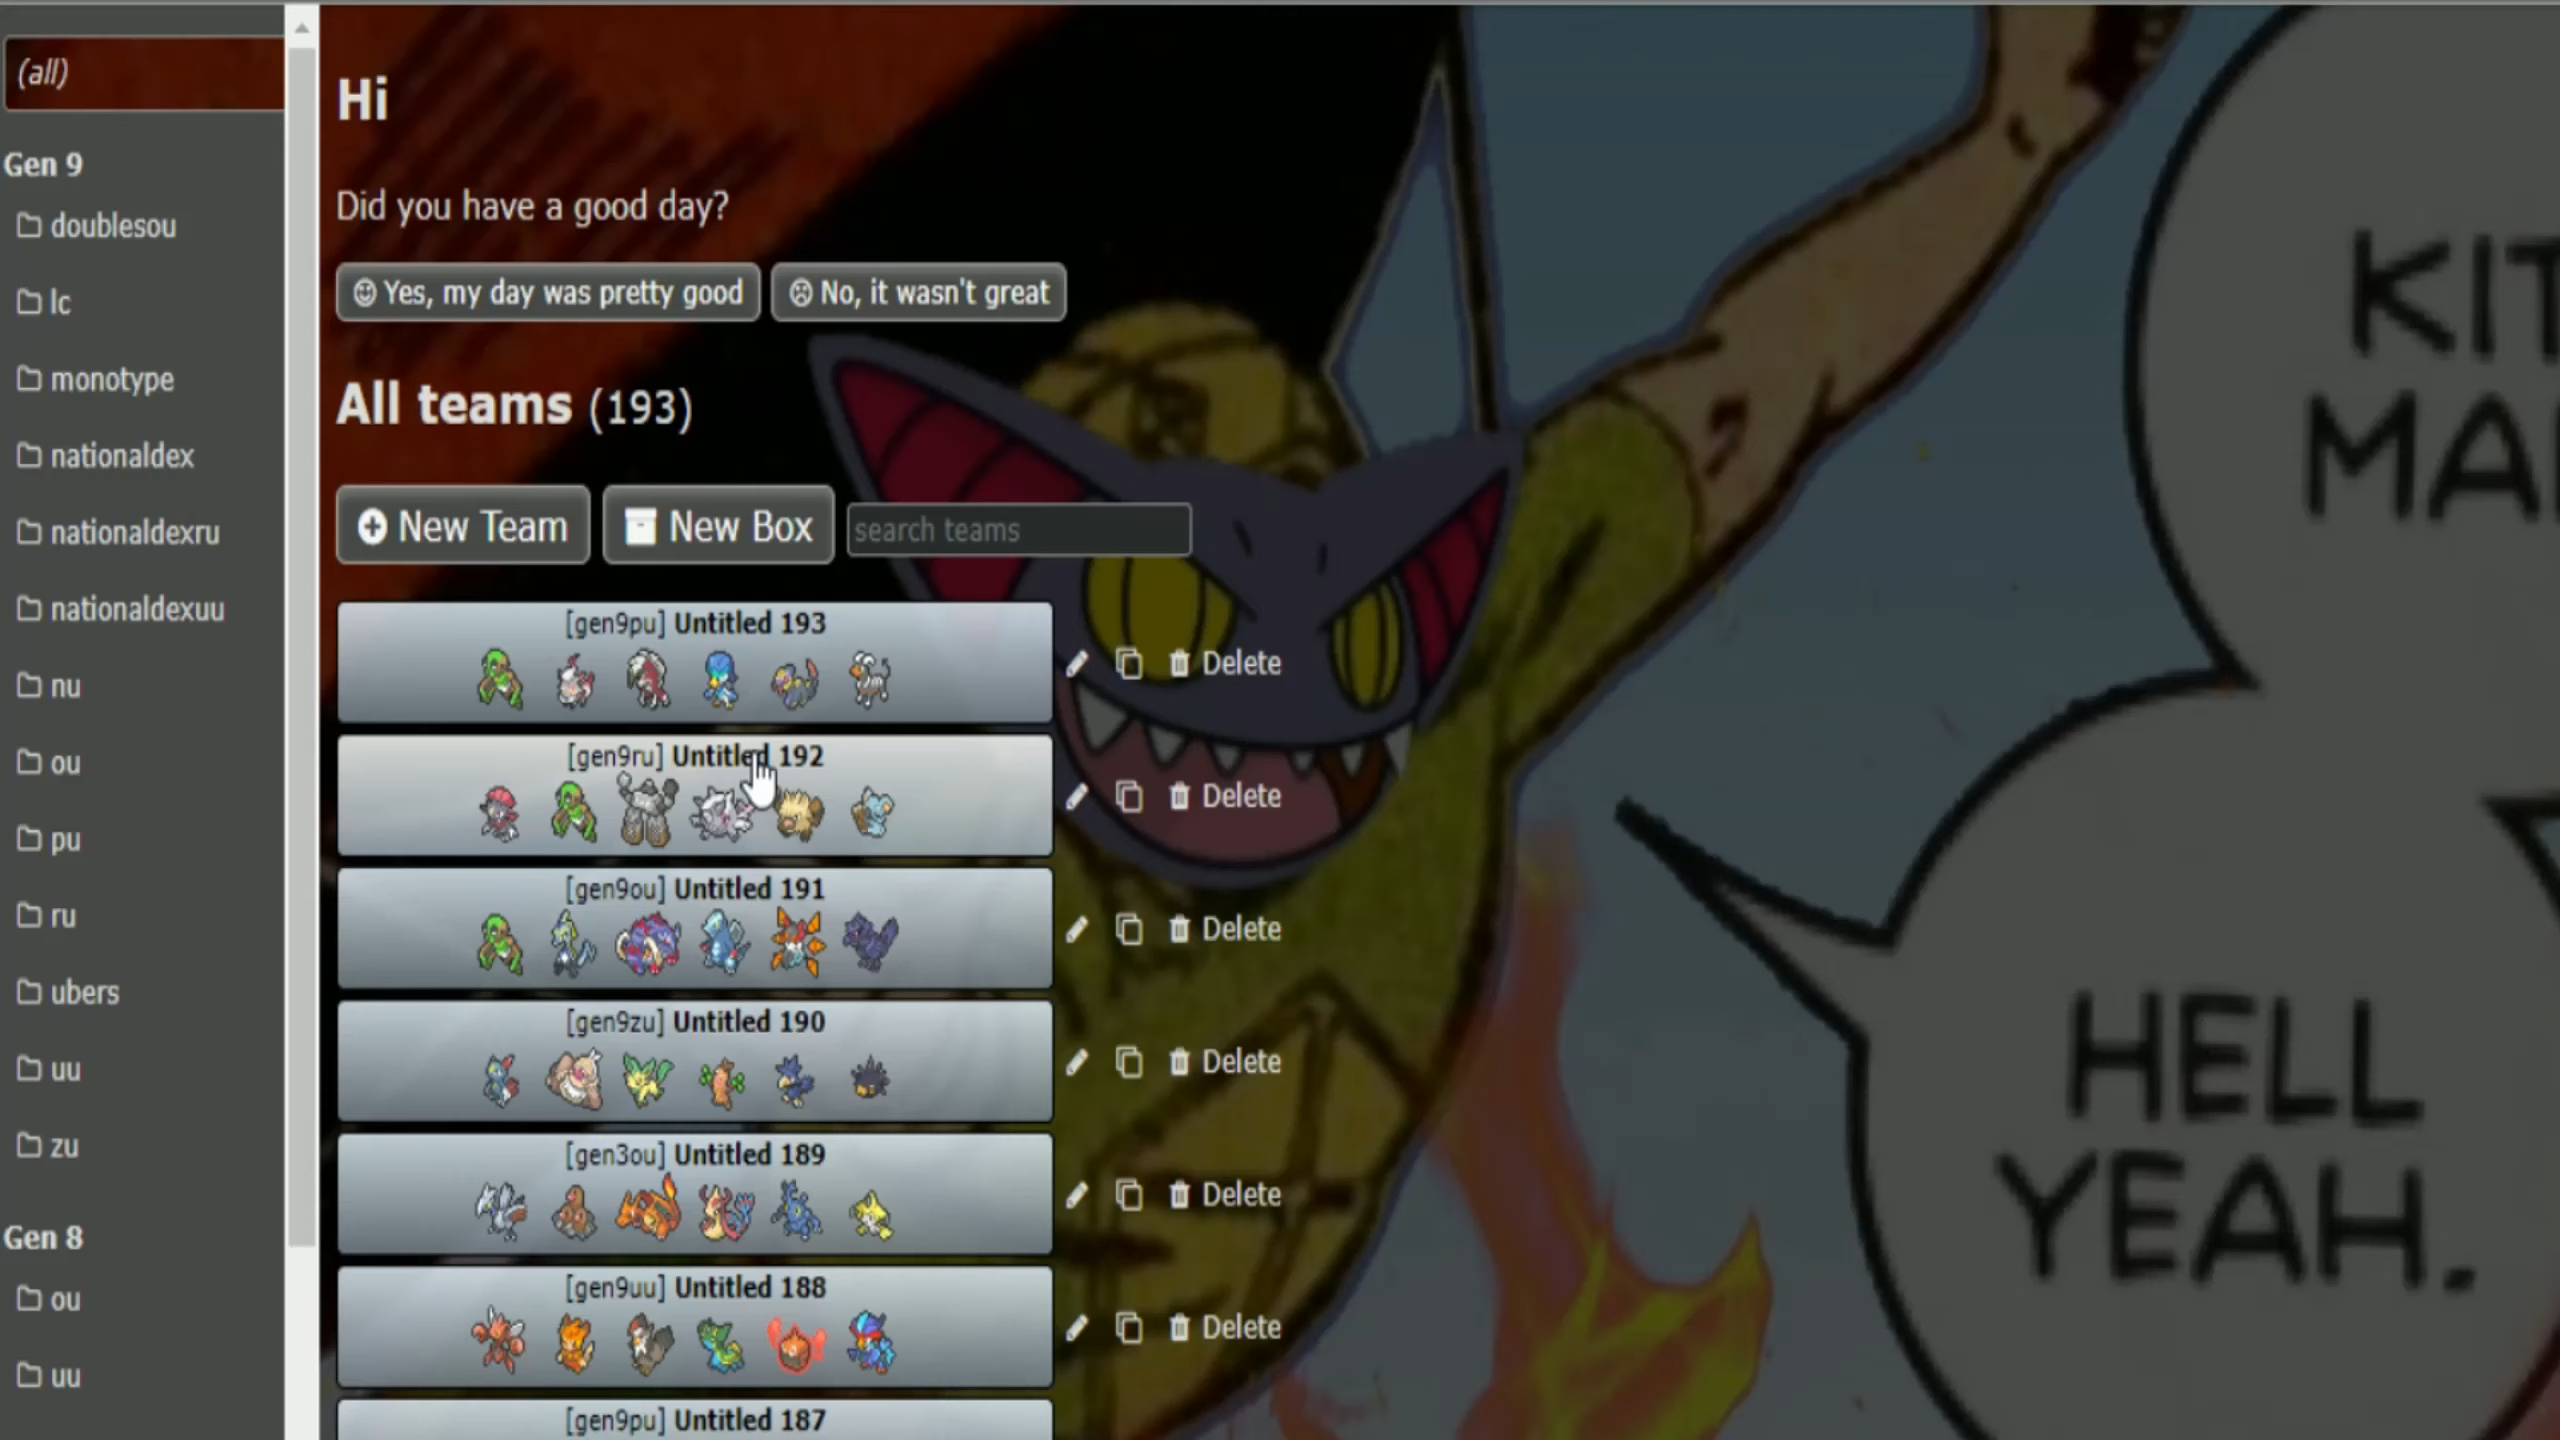 (all)
Gen 9
doublesou
lc
monotype
nationaldex
nationaldexru
nationaldexuu
nu
ou
pu
ru
ubers
uu
zu
Gen 8
ou
uu
Hi
Did you have a good day?
Yes, my day was pretty good
No, it wasn't great
All teams (193)
New Team
New Box
search teams
[gen9pu] Untitled 193
Delete
[gen9ru] Untitled 192
Delete
[gen9ou] Untitled 191
Delete
[gen9zu] Untitled 190
Delete
[gen3ou] Untitled 189
Delete
[gen9uu] Untitled 188
Delete
[gen9pu] Untitled 187
HELL
YEAH.